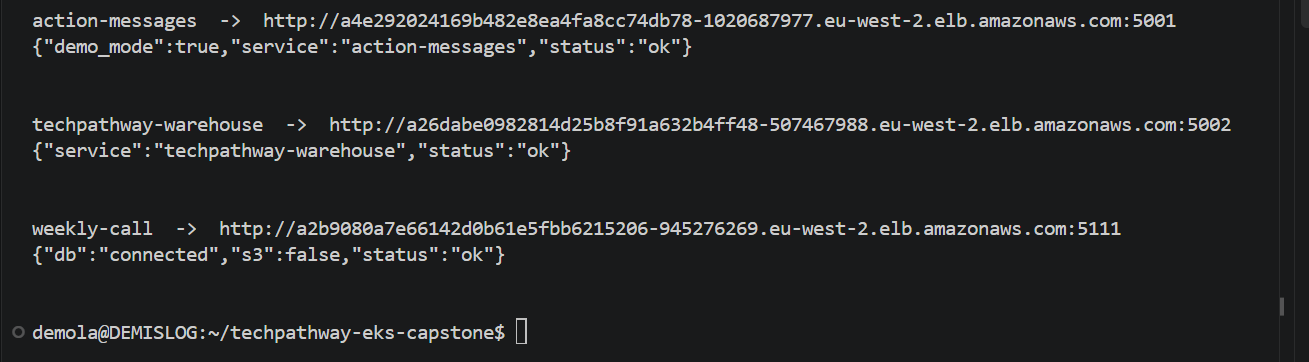 action-messages -> http://a4e292024169b482e8ea4fa8cc74db78-1020687977.eu-west-2.elb.amazonaws.com:5001
{"demo_mode":true,"service":"action-messages","status":"ok"}
techpathway-warehouse -> http://a26dabe0982814d25b8f91a632b4ff48-507467988.eu-west-2.elb.amazonaws.com:5002
{"service":"techpathway-warehouse","status":"ok"}
weekly-call -> http://a2b9080a7e66142d0b61e5fbb6215206-945276269.eu-west-2.elb.amazonaws.com:5111
{"db":"connected","s3":false,"status":"ok"}
demola@DEMISLOG:~/techpathway-eks-capstone$